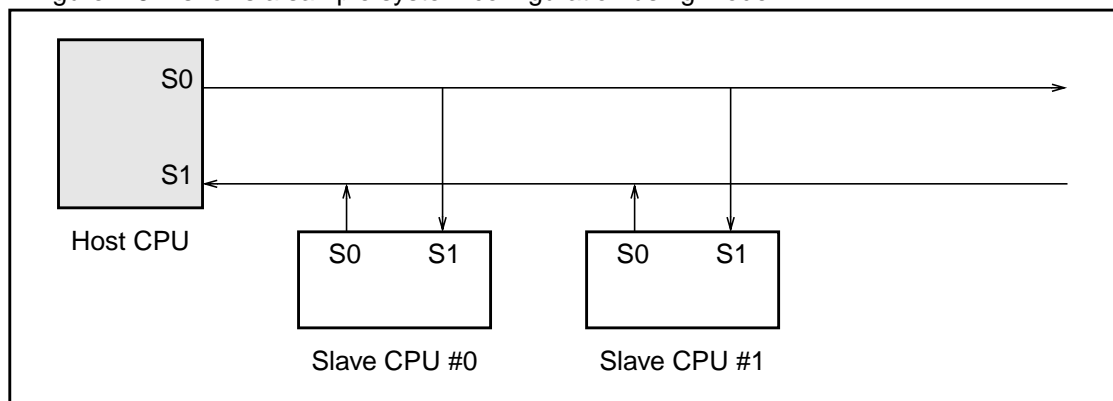 S0
S1
Host CPU
S0 S1 S0 S1
Slave CPU #0 Slave CPU #1